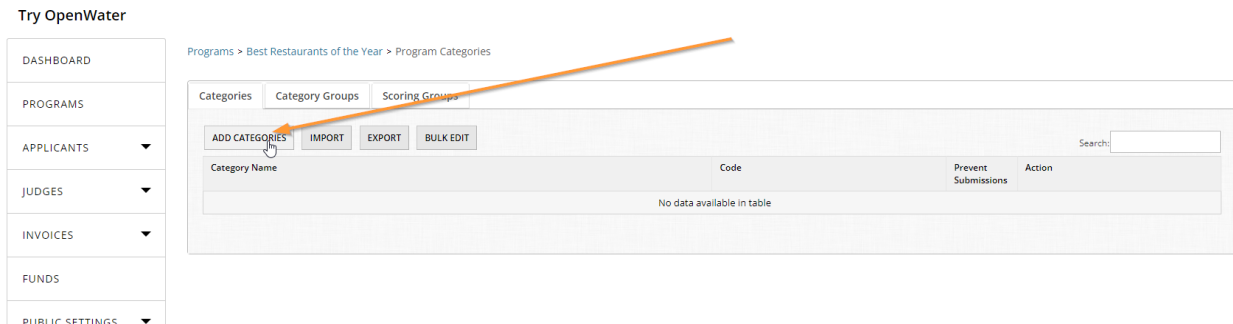 Try OpenWater
DASHBOARD
PROGRAMS
APPLICANTS
JUDGES
INVOICES
FUNDS
PUBLIC SETTINGS
Programs > Best Restaurants of the Year > Program Categories
Categories Category Groups Scoring Groups
ADD CATEGORIES IMPORT EXPORT BULK EDIT
Search:
Category Name Code Prevent Submissions Action
No data available in table